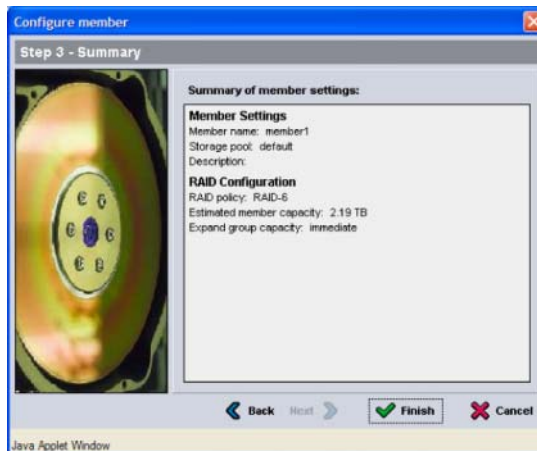 Configure member
Step 3 - Summary
Summary of member settings:
Member Settings
Member name: member1
Storage pool: default
Description:
RAID Configuration
RAID policy: RAID-6
Estimated member capacity: 2.19 TB
Expand group capacity: immediate
Back Next Finish Cancel
Java Applet Window